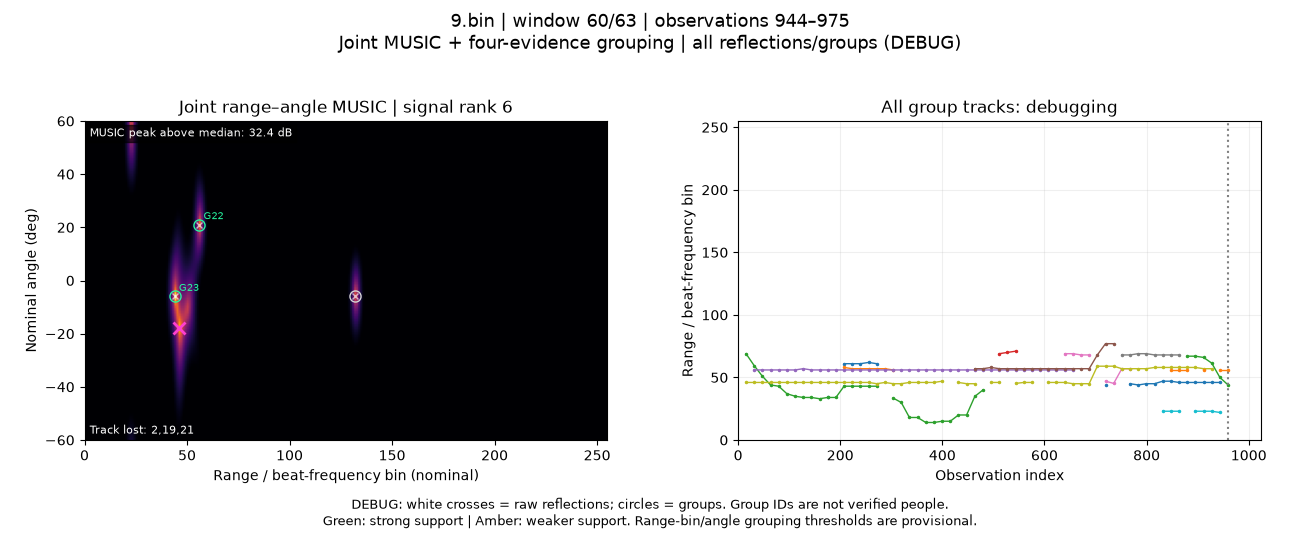 9.bin | window 60/63 | observations 944–975
Joint MUSIC + four-evidence grouping | all reflections/groups (DEBUG)
Joint range–angle MUSIC | signal rank 6
MUSIC peak above median: 32.4 dB
G22
G23
Track lost: 2,19,21
60
40
20
0
−20
−40
−60
Nominal angle (deg)
0 50 100 150 200 250
Range / beat-frequency bin (nominal)
All group tracks: debugging
250
200
150
100
50
0
Range / beat-frequency bin
0 200 400 600 800 1000
Observation index
DEBUG: white crosses = raw reflections; circles = groups. Group IDs are not verified people.
Green: strong support | Amber: weaker support. Range-bin/angle grouping thresholds are provisional.